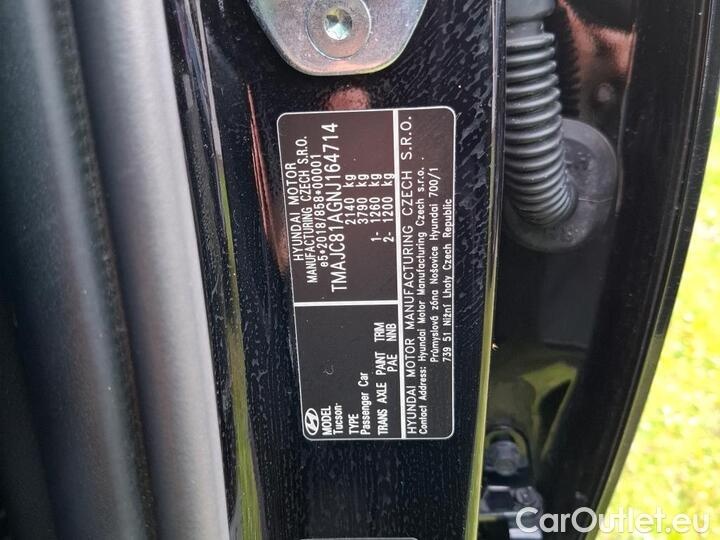 HYUNDAI MOTOR
MANUFACTURING CZECH S.R.O.
e5*2018/858*00001
TMAJC81AGNJ164714
2140 kg
3790 kg
1- 1260 kg
2- 1200 kg
MODEL
Tucson
TYPE
Passenger Car
TRANS AXLE PAINT TRIM
PAE NNB
HYUNDAI MOTOR MANUFACTURING CZECH S.R.O.
Contact Address: Hyundai Motor Manufacturing Czech s.r.o.
Průmyslová zóna Nošovice Hyundai 700/1
739 51 Nižní Lhoty Czech Republic
CarOutlet.eu